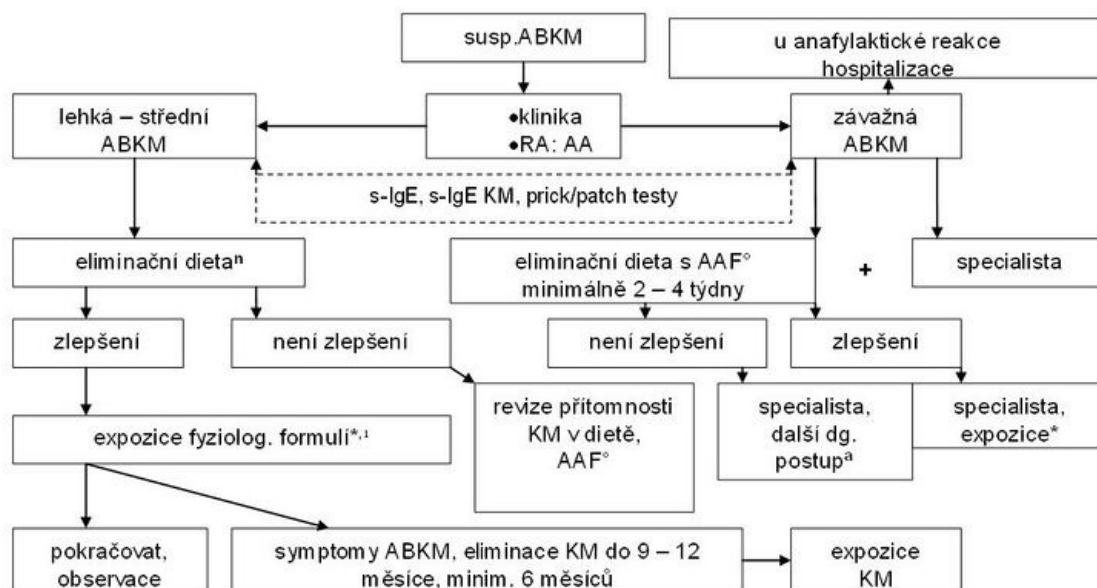 susp.ABKM
u anafylaktické reakce
hospitalizace
lehká – střední
ABKM
•klinika
•RA: AA
závažná
ABKM
s-IgE, s-IgE KM, prick/patch testy
eliminační dietaⁿ
eliminační dieta s AAF°
minimálně 2 – 4 týdny
+
specialista
zlepšení
není zlepšení
není zlepšení
zlepšení
expozice fyziolog. formulí*,¹
revize přítomnosti
KM v dietě,
AAF°
specialista,
další dg.
postupª
specialista,
expozice*
pokračovat,
observace
symptomy ABKM, eliminace KM do 9 – 12
měsíce, minim. 6 měsíců
expozice
KM